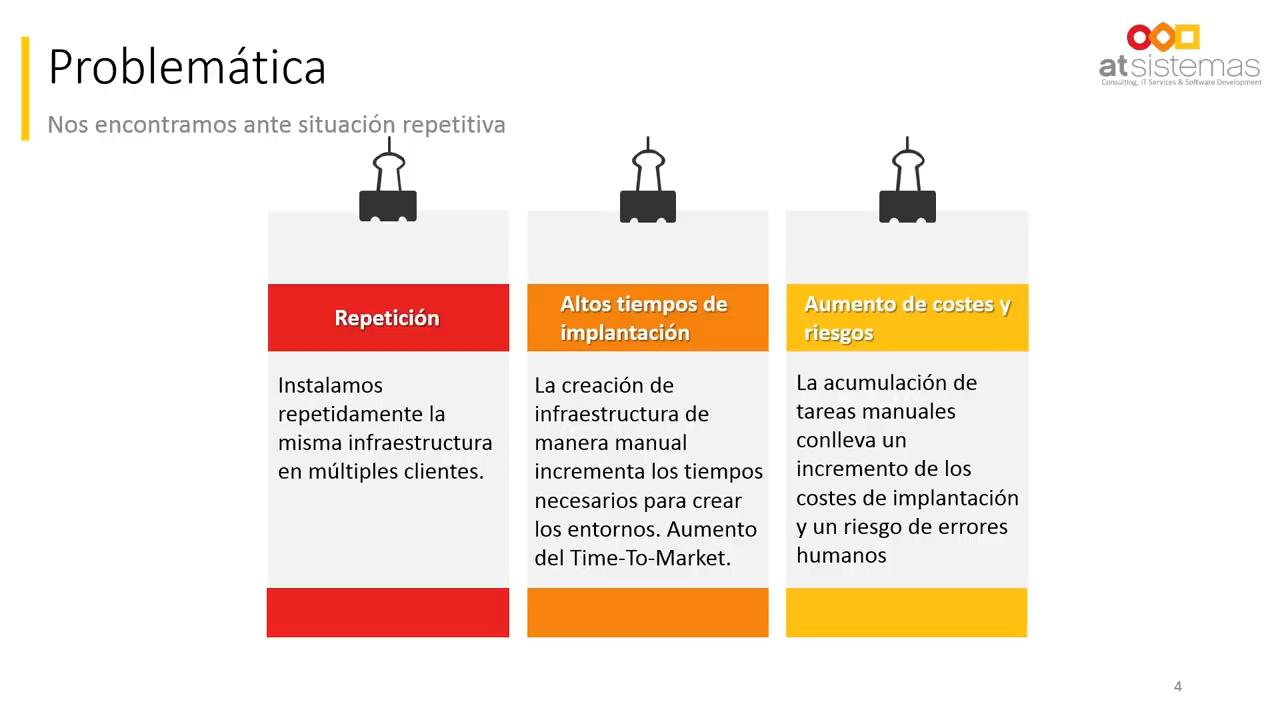 Problemática
Nos encontramos ante situación repetitiva
atsistemas
Consulting, IT Services & Software Development
Repetición
Instalamos
repetidamente la
misma infraestructura
en múltiples clientes.
Altos tiempos de
implantación
La creación de
infraestructura de
manera manual
incrementa los tiempos
necesarios para crear
los entornos. Aumento
del Time-To-Market.
Aumento de costes y
riesgos
La acumulación de
tareas manuales
conlleva un
incremento de los
costes de implantación
y un riesgo de errores
humanos
4